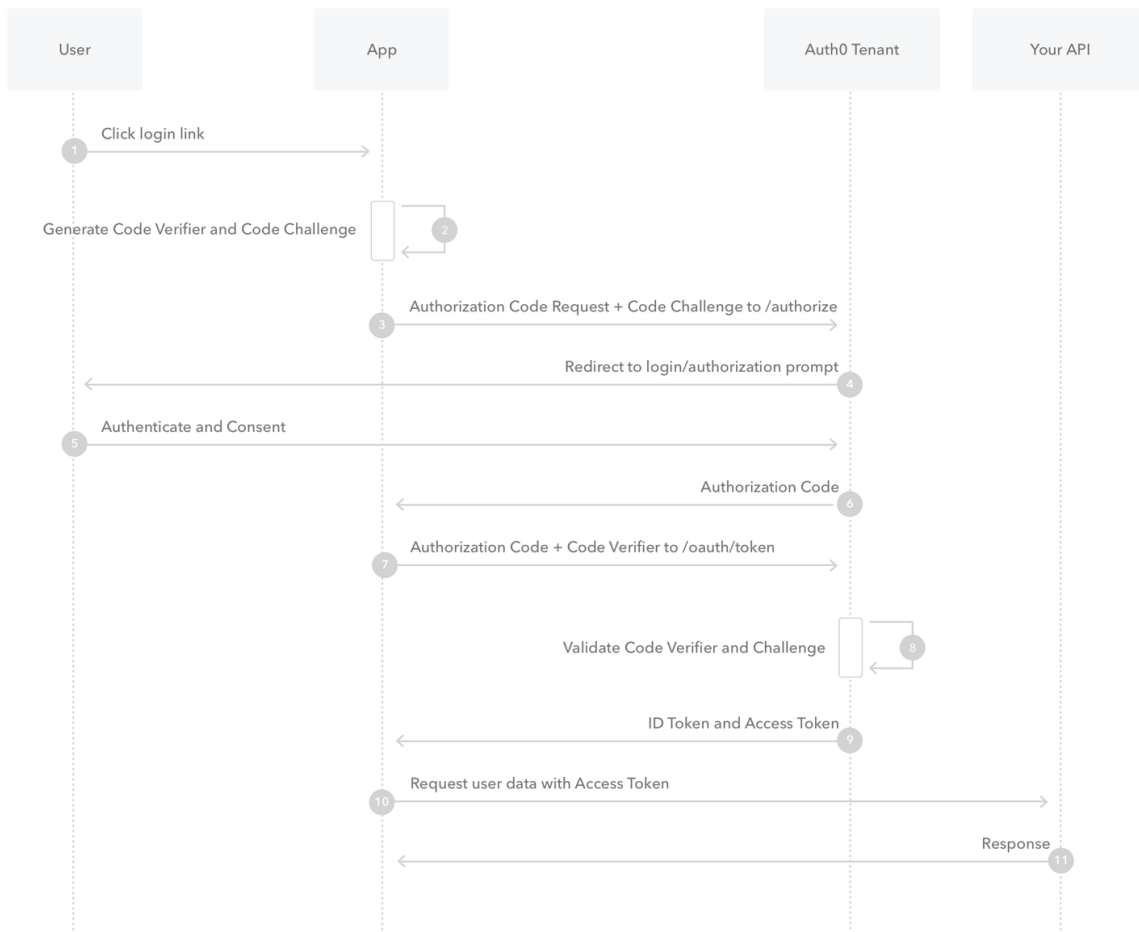 User
App
Auth0 Tenant
Your API
Click login link
1
Generate Code Verifier and Code Challenge
2
Authorization Code Request + Code Challenge to /authorize
3
Redirect to login/authorization prompt
4
Authenticate and Consent
5
Authorization Code
6
Authorization Code + Code Verifier to /oauth/token
7
Validate Code Verifier and Challenge
8
ID Token and Access Token
9
Request user data with Access Token
10
Response
11